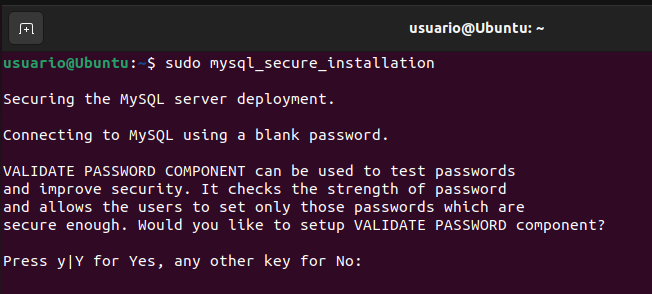 usuario@Ubuntu: ~
usuario@Ubuntu:~$ sudo mysql_secure_installation
Securing the MySQL server deployment.
Connecting to MySQL using a blank password.
VALIDATE PASSWORD COMPONENT can be used to test passwords
and improve security. It checks the strength of password
and allows the users to set only those passwords which are
secure enough. Would you like to setup VALIDATE PASSWORD component?
Press y|Y for Yes, any other key for No: